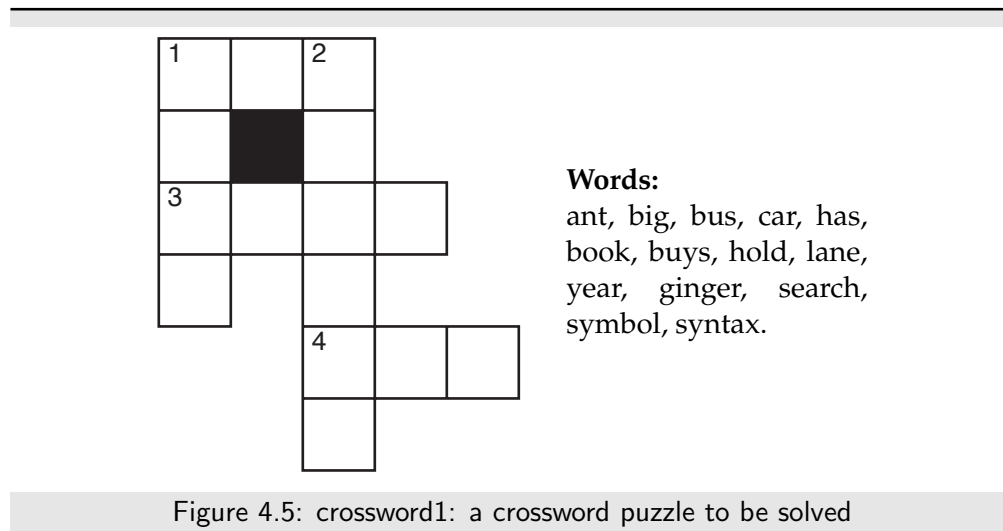 1 2
3
4
Words:
ant, big, bus, car, has,
book, buys, hold, lane,
year, ginger, search,
symbol, syntax.
Figure 4.5: crossword1: a crossword puzzle to be solved